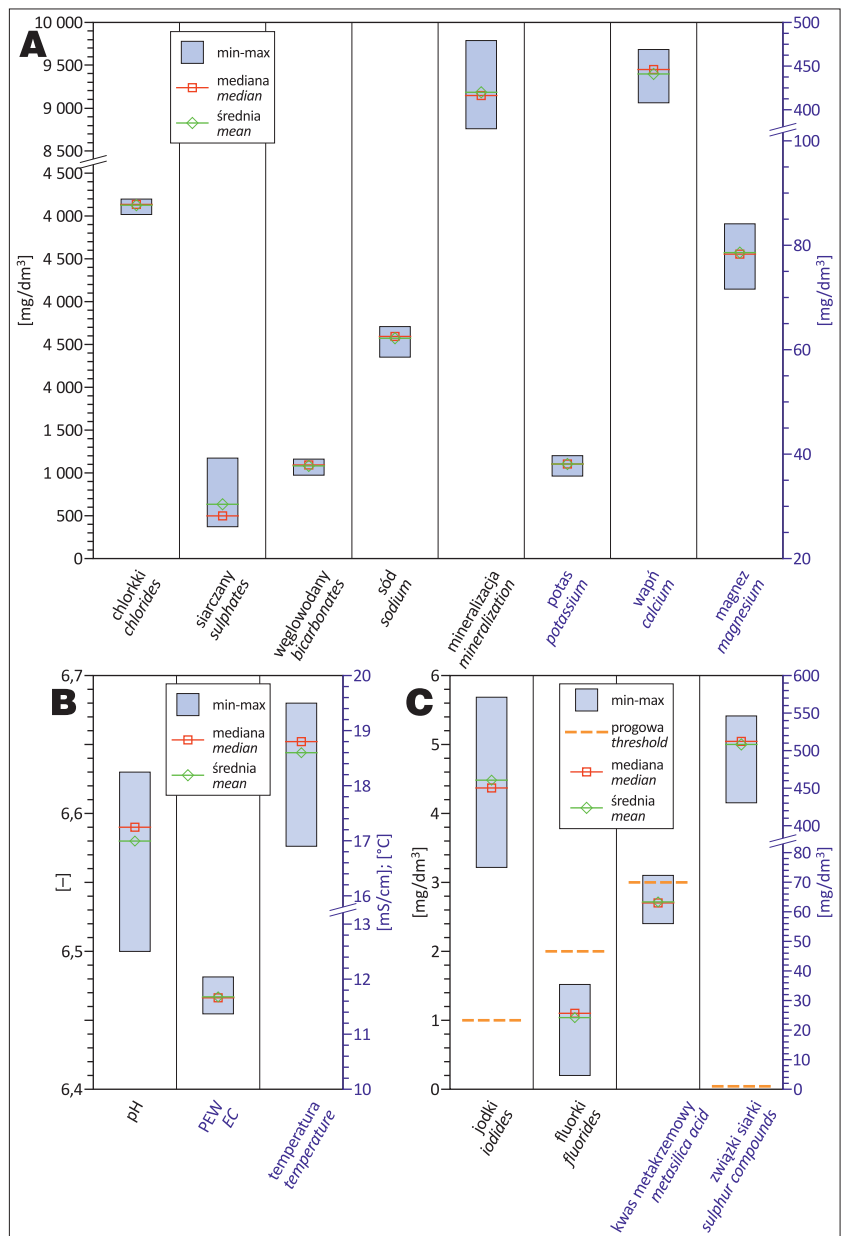 A
10 000
9 500
9 000
8 500
4 500
4 000
4 500
4 000
4 500
4 000
1 500
1 000
500
0
[mg/dm³]
min-max
mediana
median
średnia
mean
500
450
400
100
80
60
40
20
[mg/dm³]
chlorkki
chlorides
siarczany
sulphates
węglowodany
bicarbonates
sód
sodium
mineralizacja
mineralization
potas
potassium
wapń
calcium
magnez
magnesium
B
6,7
6,6
6,5
6,4
[–]
min-max
mediana
median
średnia
mean
20
19
18
17
16
13
12
11
10
[mS/cm]; [°C]
pH
PEW
EC
temperatura
temperature
C
6
5
4
3
2
1
0
[mg/dm³]
min-max
progowa
threshold
mediana
median
średnia
mean
600
550
500
450
400
80
70
60
50
40
30
20
10
0
[mg/dm³]
jodki
iodides
fluorki
fluorides
kwas metakrzemowy
metasilica acid
związki siarki
sulphur compounds